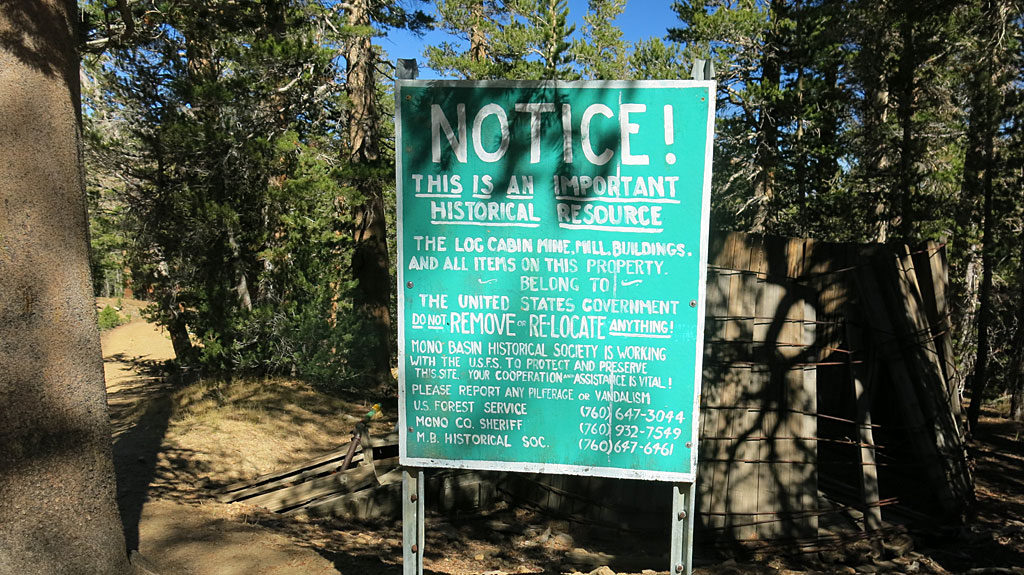 NOTICE!
THIS IS AN IMPORTANT
HISTORICAL RESOURCE
THE LOG CABIN MINE, MILL, BUILDINGS,
AND ALL ITEMS ON THIS PROPERTY.
BELONG TO
THE UNITED STATES GOVERNMENT
DO NOT REMOVE OR RE-LOCATE ANYTHING!
MONO BASIN HISTORICAL SOCIETY IS WORKING
WITH THE U.S.F.S. TO PROTECT AND PRESERVE
THIS SITE. YOUR COOPERATION AND ASSISTANCE IS VITAL!
PLEASE REPORT ANY PILFERAGE OR VANDALISM
U.S. FOREST SERVICE (760) 647-3044
MONO CO. SHERIFF (760) 932-7549
M.B. HISTORICAL SOC. (760) 647-6461